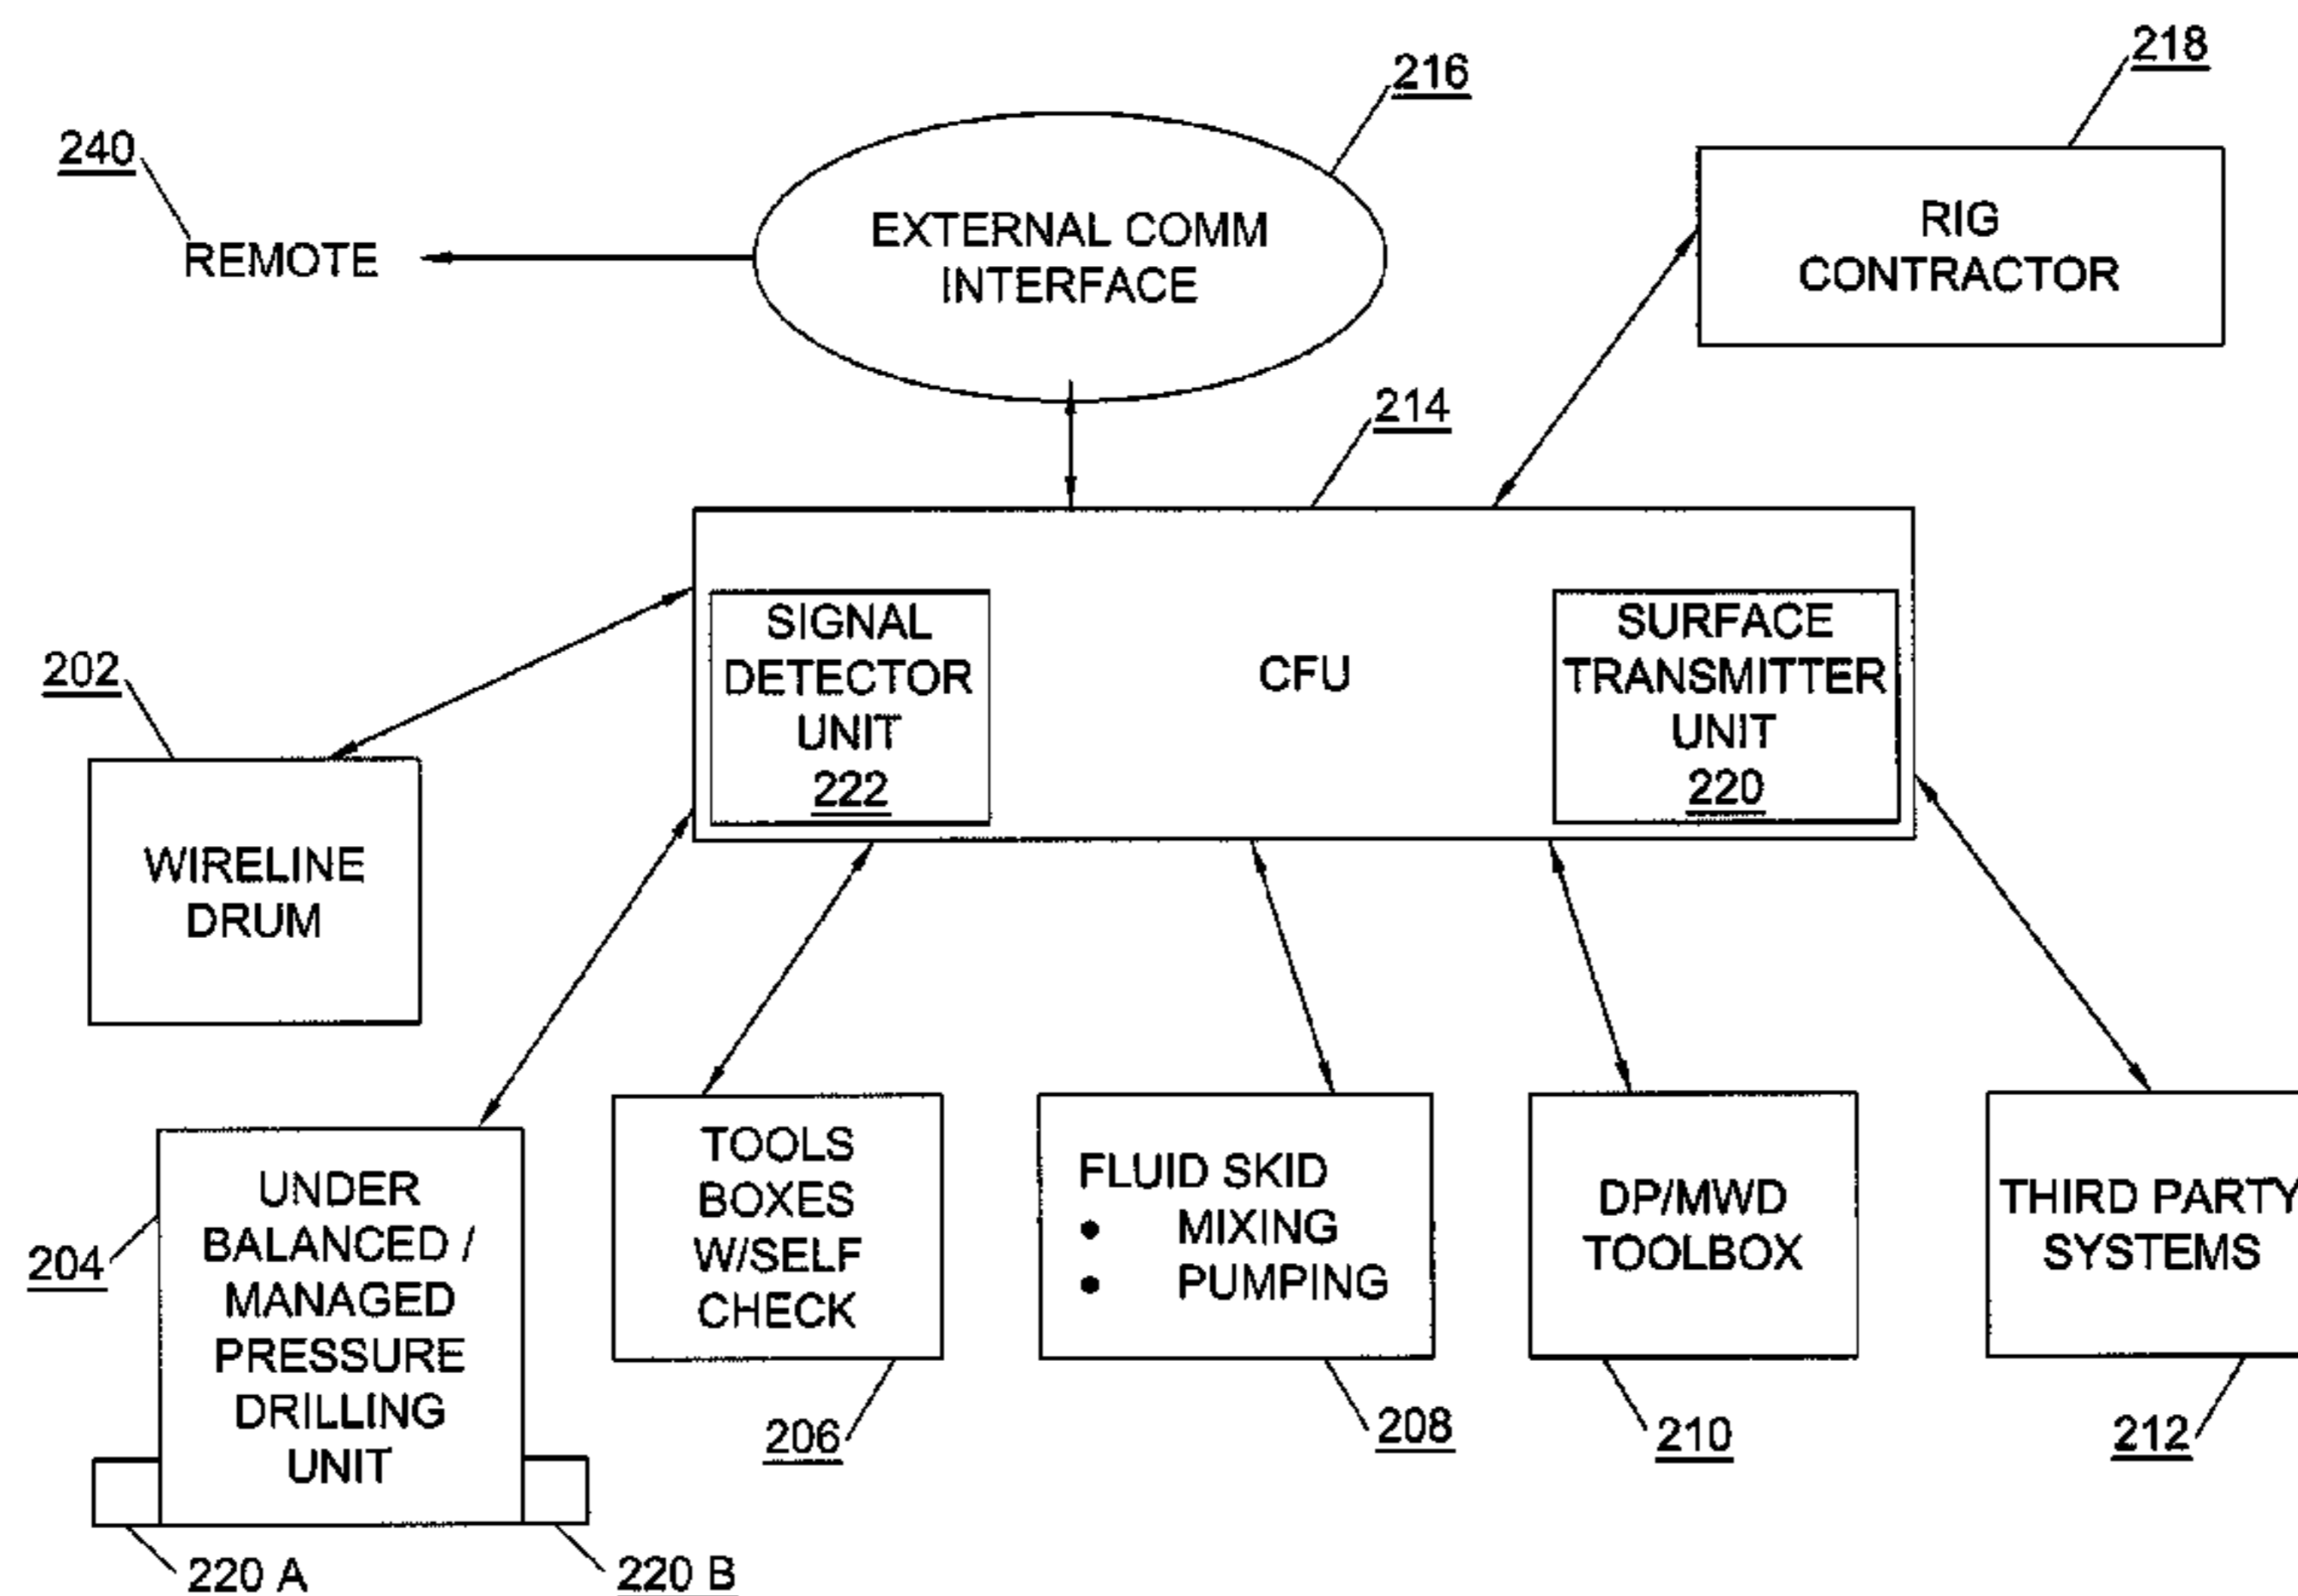 218
216
240
EXTERNAL COMM
INTERFACE
REMOTE
RIG
CONTRACTOR
214
SIGNAL
DETECTOR
UNIT
222
CFU
SURFACE
TRANSMITTER
UNIT
220
202
WIRELINE
DRUM
204
UNDER
BALANCED /
MANAGED
PRESSURE
DRILLING
UNIT
220 A
220 B
TOOLS
BOXES
W/SELF
CHECK
206
FLUID SKID
• MIXING
• PUMPING
208
DP/MWD
TOOLBOX
210
THIRD PARTY
SYSTEMS
212